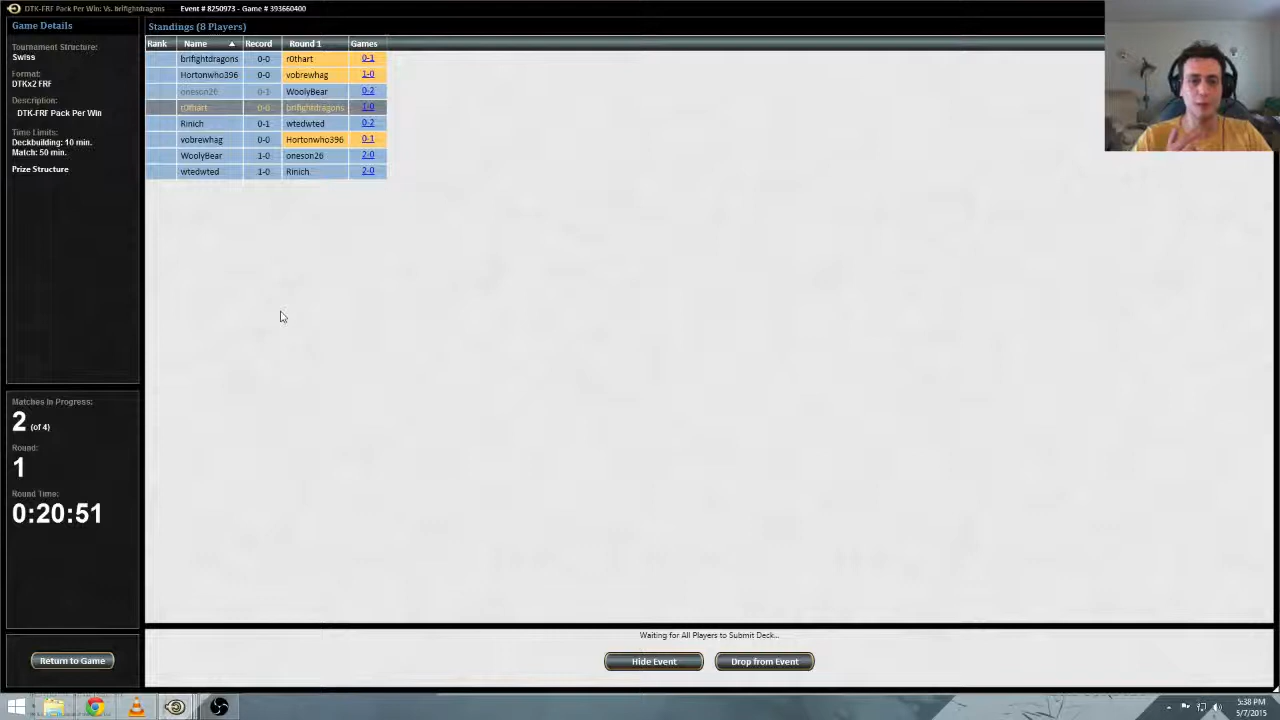 DTK-FRF Pack Per Win: Vs. brifightdragons Event # 8250973 - Game # 393660400
Game Details
Tournament Structure:
Swiss
Format:
DTKx2 FRF
Description:
DTK-FRF Pack Per Win
Time Limits:
Deckbuilding: 10 min.
Match: 50 min.
Prize Structure
Standings (8 Players)
Rank Name Record Round 1 Games
brifightdragons 0-0 r0thart 0-1
Hortonwho396 0-0 vobrewhag 1-0
oneson26 0-1 WoolyBear 0-2
r0thart 0-0 brifightdragons 1-0
Rinich 0-1 wtedwted 0-2
vobrewhag 0-0 Hortonwho396 0-1
WoolyBear 1-0 oneson26 2-0
wtedwted 1-0 Rinich 2-0
Matches In Progress:
2 (of 4)
Round:
1
Round Time:
0:20:51
Return to Game
Waiting for All Players to Submit Deck...
Hide Event Drop from Event
5:38 PM
5/7/2015